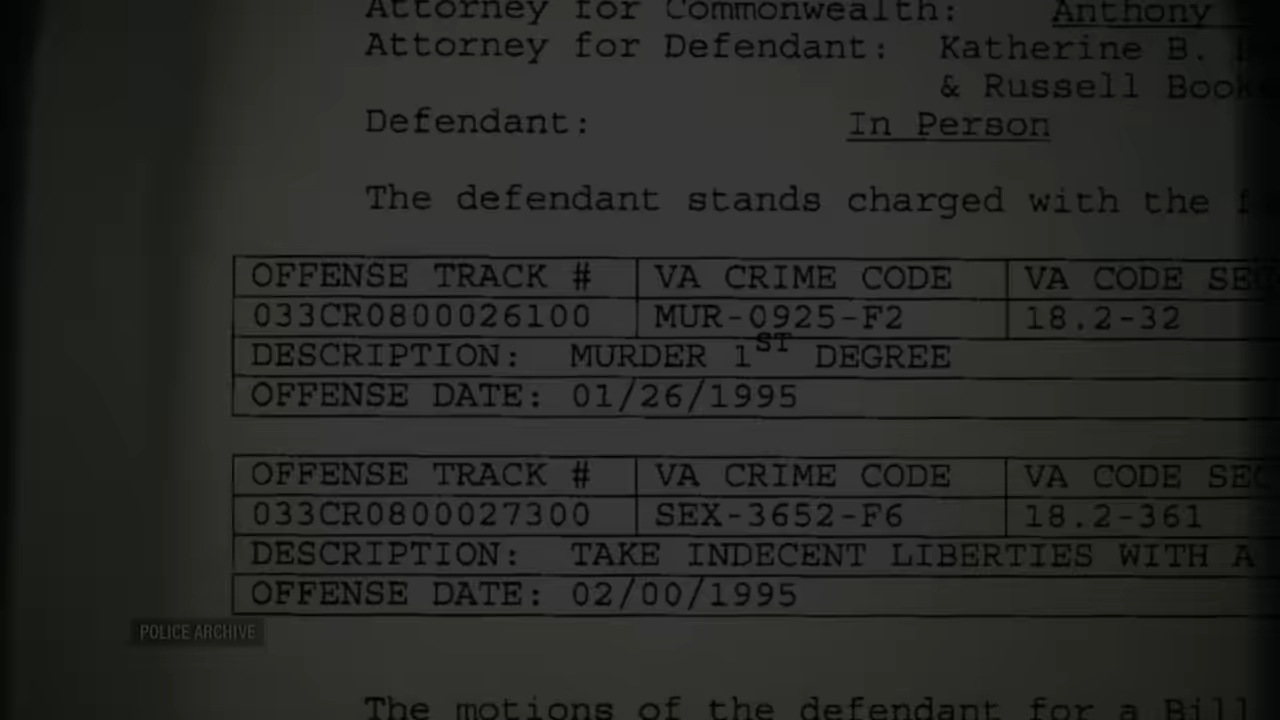 Attorney for Commonwealth: Anthony
Attorney for Defendant: Katherine B.
& Russell
Defendant: In Person
The defendant stands charged with the
OFFENSE TRACK # VA CRIME CODE VA CODE
033CR0800026100 MUR-0925-F2 18.2-32
DESCRIPTION: MURDER 1ST DEGREE
OFFENSE DATE: 01/26/1995
OFFENSE TRACK # VA CRIME CODE VA CODE
033CR0800027300 SEX-3652-F6 18.2-361
DESCRIPTION: TAKE INDECENT LIBERTIES WITH A
OFFENSE DATE: 02/00/1995
POLICE ARCHIVE
The motions of the defendant for a Bill